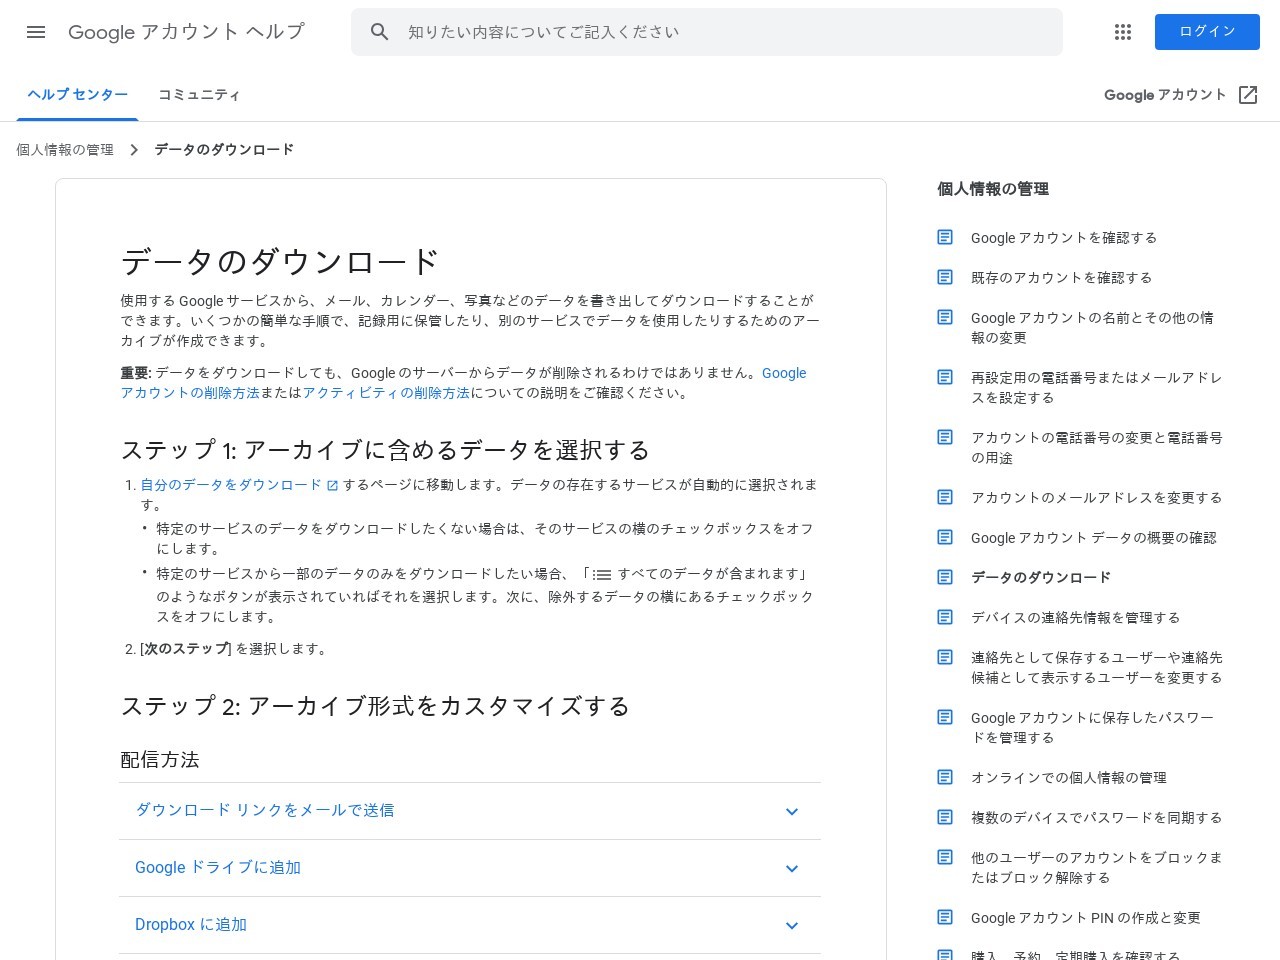 Google アカウント ヘルプ
知りたい内容についてご記入ください
ログイン
ヘルプ センター
コミュニティ
Google アカウント
個人情報の管理
データのダウンロード
データのダウンロード
使用する Google サービスから、メール、カレンダー、写真などのデータを書き出してダウンロードすることが
できます。いくつかの簡単な手順で、記録用に保管したり、別のサービスでデータを使用したりするためのアー
カイブが作成できます。
重要: データをダウンロードしても、Google のサーバーからデータが削除されるわけではありません。Google
アカウントの削除方法またはアクティビティの削除方法についての説明をご確認ください。
ステップ 1: アーカイブに含めるデータを選択する
1. 自分のデータをダウンロード するページに移動します。データの存在するサービスが自動的に選択されま
す。
• 特定のサービスのデータをダウンロードしたくない場合は、そのサービスの横のチェックボックスをオフ
にします。
• 特定のサービスから一部のデータのみをダウンロードしたい場合、「 すべてのデータが含まれます」
のようなボタンが表示されていればそれを選択します。次に、除外するデータの横にあるチェックボック
スをオフにします。
2. [次のステップ] を選択します。
ステップ 2: アーカイブ形式をカスタマイズする
配信方法
ダウンロード リンクをメールで送信
Google ドライブに追加
Dropbox に追加
個人情報の管理
Google アカウントを確認する
既存のアカウントを確認する
Google アカウントの名前とその他の情
報の変更
再設定用の電話番号またはメールアドレ
スを設定する
アカウントの電話番号の変更と電話番号
の用途
アカウントのメールアドレスを変更する
Google アカウント データの概要の確認
データのダウンロード
デバイスの連絡先情報を管理する
連絡先として保存するユーザーや連絡先
候補として表示するユーザーを変更する
Google アカウントに保存したパスワー
ドを管理する
オンラインでの個人情報の管理
複数のデバイスでパスワードを同期する
他のユーザーのアカウントをブロックま
たはブロック解除する
Google アカウント PIN の作成と変更
購入、予約、定期購入を確認する